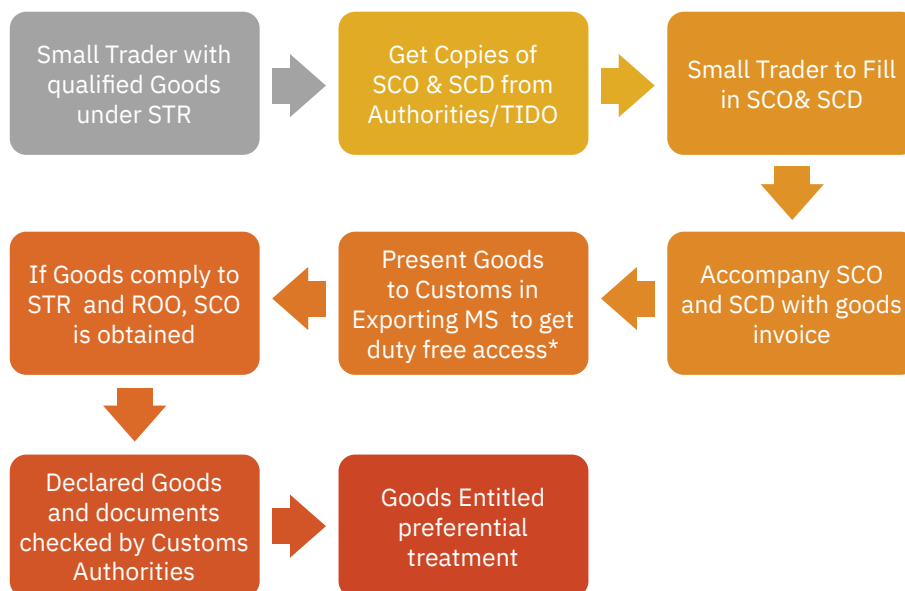 Small Trader with
qualified Goods
under STR
Get Copies of
SCO & SCD from
Authorities/TIDO
Small Trader to Fill
in SCO& SCD
Accompany SCO
and SCD with goods
invoice
Present Goods
to Customs in
Exporting MS to get
duty free access*
If Goods comply to
STR and ROO, SCO
is obtained
Declared Goods
and documents
checked by Customs
Authorities
Goods Entitled
preferential
treatment